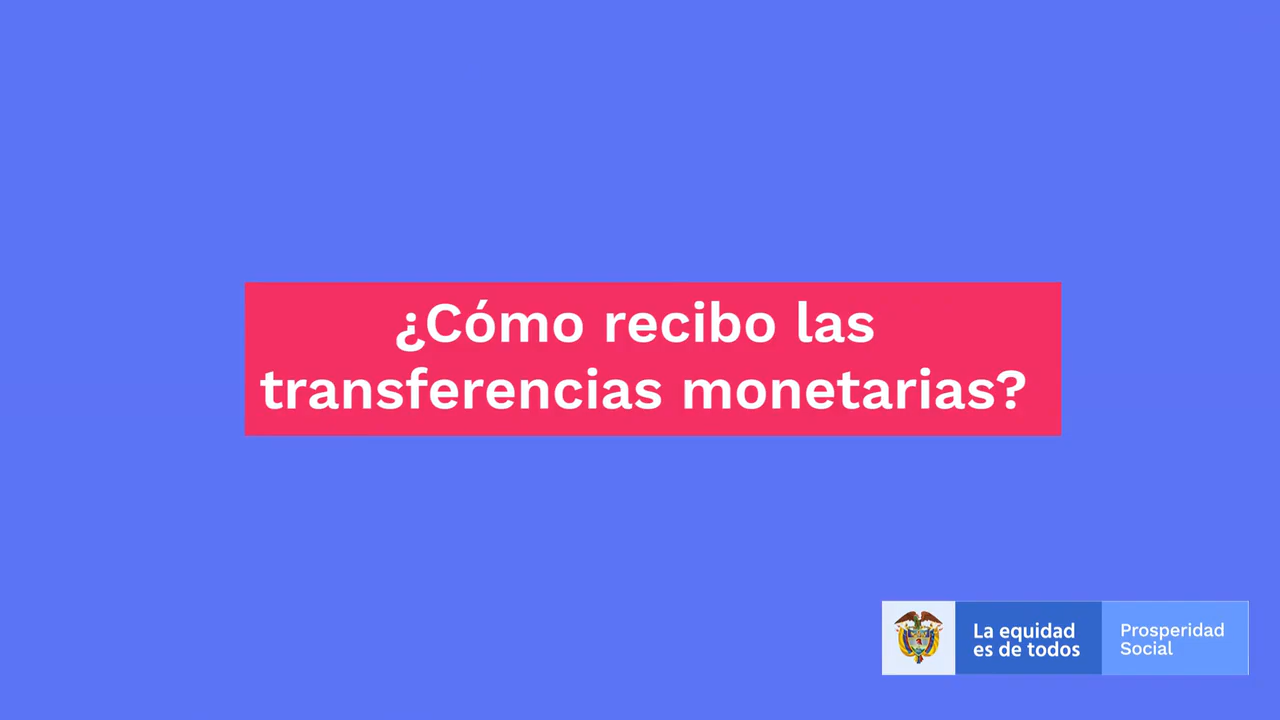 ¿Cómo recibo las
transferencias monetarias?
La equidad
es de todos
Prosperidad
Social